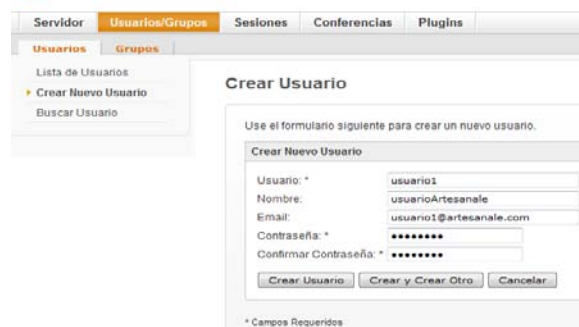 Servidor Usuarios/Grupos Sesiones Conferencias Plugins
Usuarios Grupos
Lista de Usuarios
Crear Nuevo Usuario
Buscar Usuario
Crear Usuario
Use el formulario siguiente para crear un nuevo usuario.
Crear Nuevo Usuario
Usuario: * usuario1
Nombre: usuarioArtesanale
Email: usuario1@artesanale.com
Contraseña: * ••••••••
Confirmar Contraseña: * ••••••••
Crear Usuario Crear y Crear Otro Cancelar
* Campos Requeridos